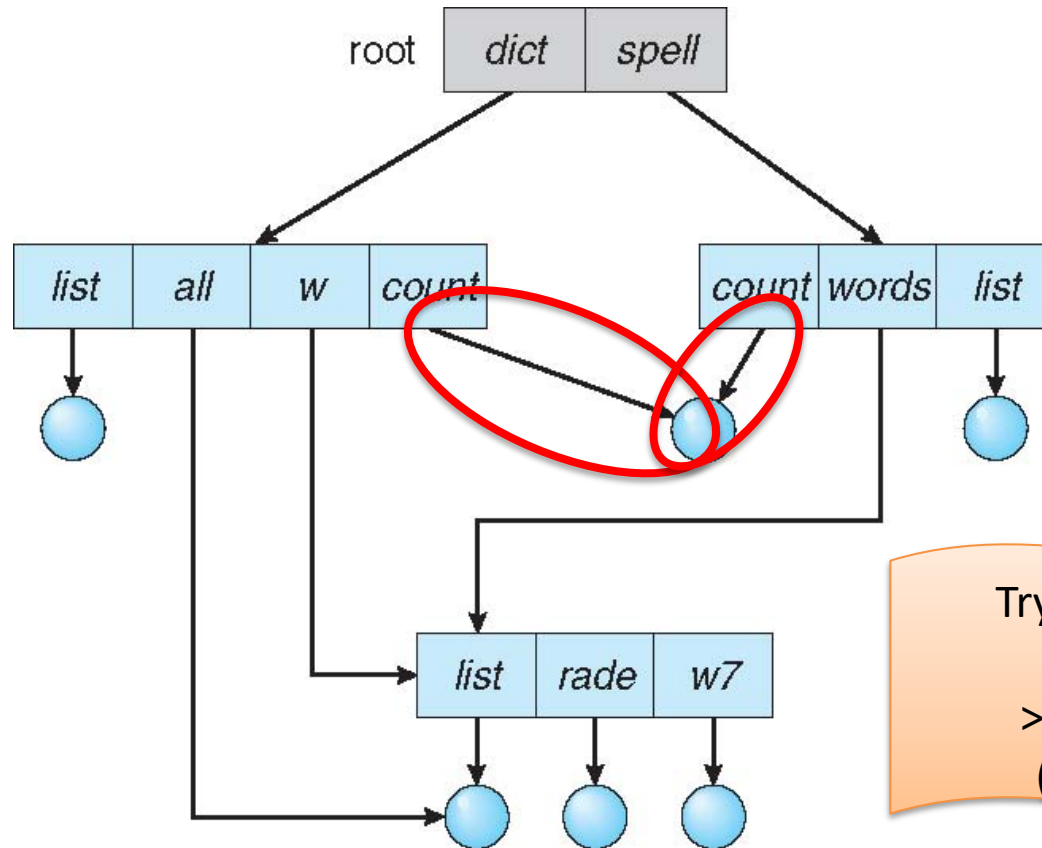 root dict spell
list all w count count words list
list rade w7
Try
>
(